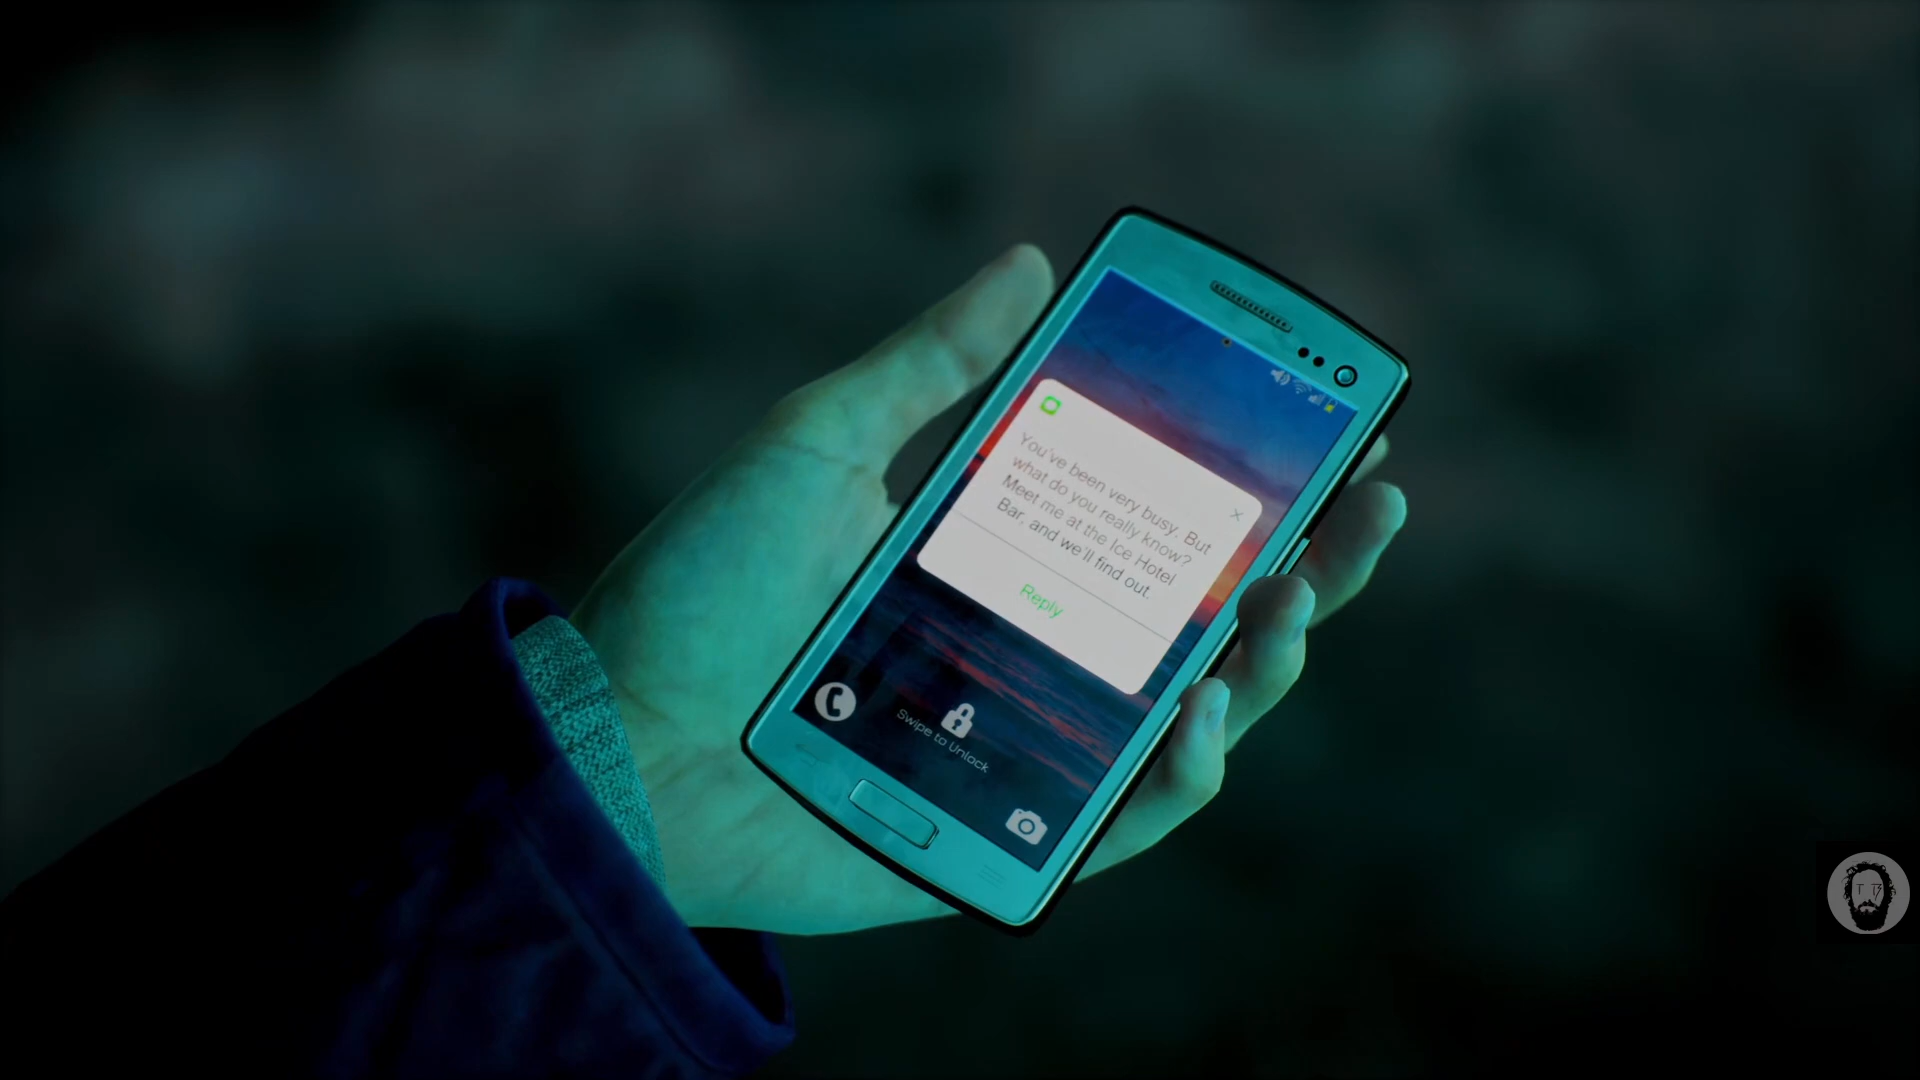 You've been very busy. But
what do you really know?
Meet me at the Ice Hotel
Bar, and we'll find out.
Reply
Swipe to Unlock